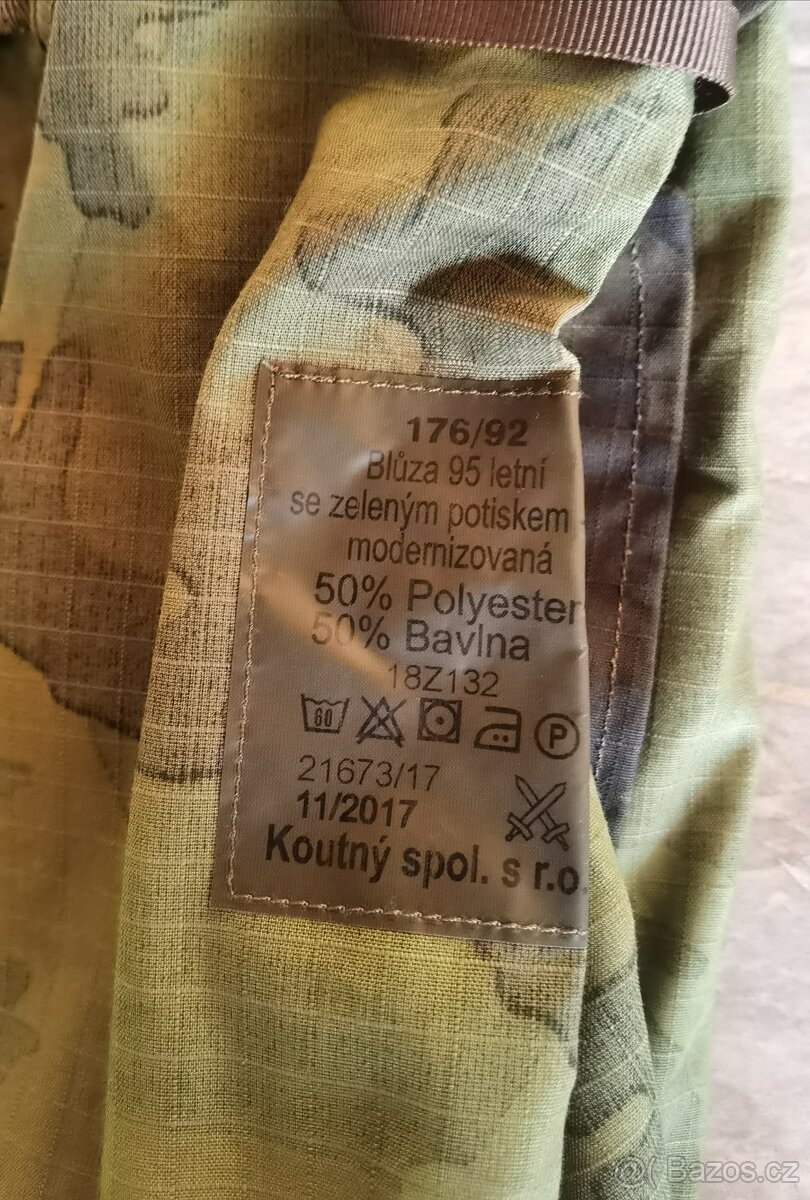 176/92
Blůza 95 letní
se zeleným potiskem -
modernizovaná
50% Polyester
50% Bavlna
18Z132
60 P
21673/17
11/2017
Koutný spol. s r.o.
Bazos.cz